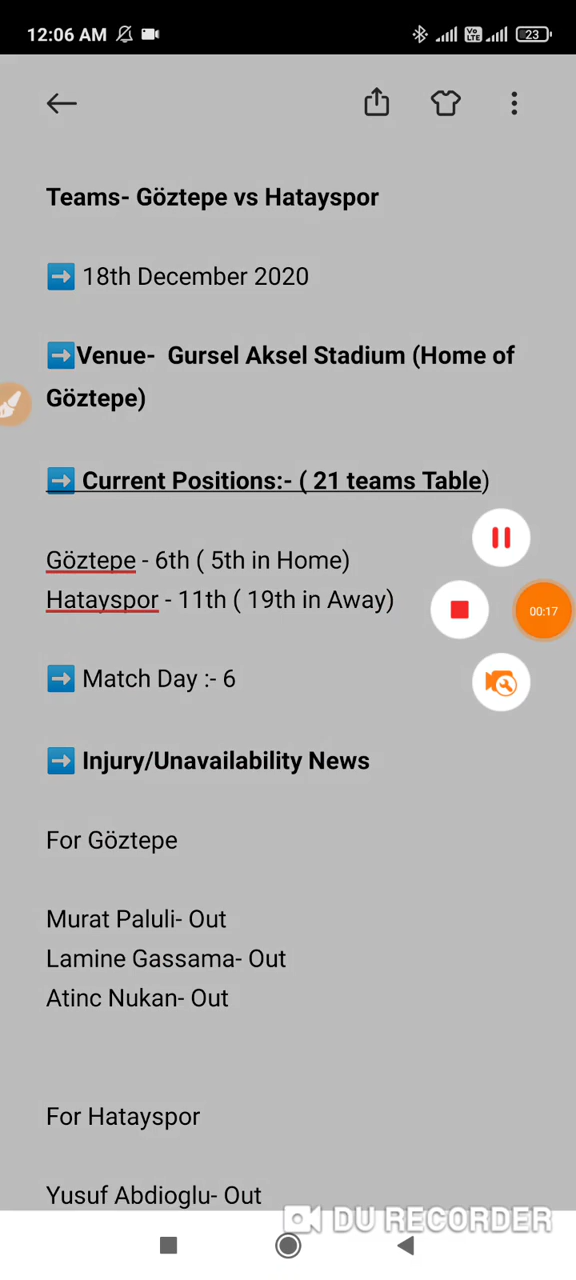 12:06 AM
Vo LTE
23
Teams- Göztepe vs Hatayspor
➡️ 18th December 2020
➡️Venue- Gursel Aksel Stadium (Home of
Göztepe)
➡️ Current Positions:- ( 21 teams Table)
Göztepe - 6th ( 5th in Home)
Hatayspor - 11th ( 19th in Away)
00:17
➡️ Match Day :- 6
➡️ Injury/Unavailability News
For Göztepe
Murat Paluli- Out
Lamine Gassama- Out
Atinc Nukan- Out
For Hatayspor
Yusuf Abdioglu- Out
DU RECORDER